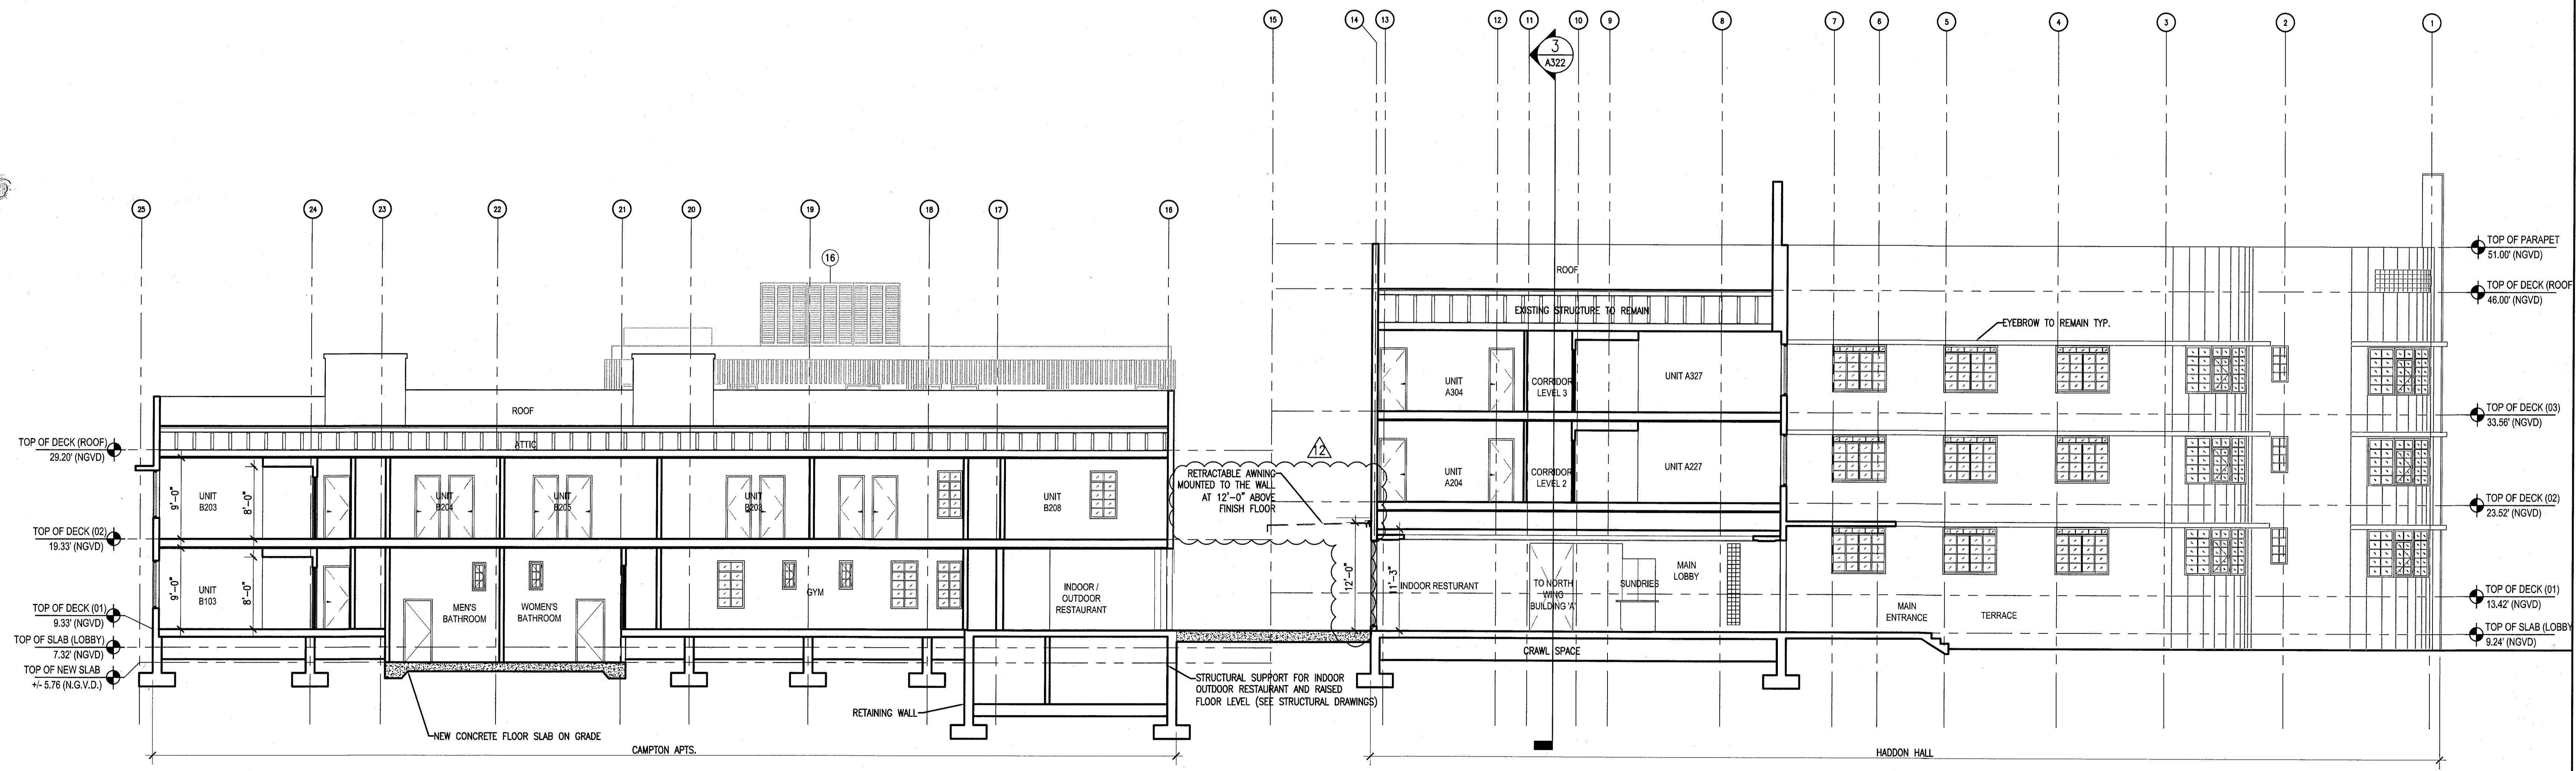 15
14
13
12
11
10
9
8
7
6
5
4
3
2
1
3
A322
25
24
23
22
21
20
19
18
17
16
16
TOP OF PARAPET
51.00' (NGVD)
TOP OF DECK (ROOF
46.00' (NGVD)
TOP OF DECK (03)
33.56' (NGVD)
TOP OF DECK (02)
23.52' (NGVD)
TOP OF DECK (01)
13.42' (NGVD)
TOP OF SLAB (LOBBY
9.24' (NGVD)
ROOF
EXISTING STRUCTURE TO REMAIN
EYEBROW TO REMAIN TYP.
UNIT
A304
CORRIDOR
LEVEL 3
UNIT A327
UNIT
A204
CORRIDOR
LEVEL 2
UNIT A227
12
RETRACTABLE AWNING
MOUNTED TO THE WALL
AT 12'-0" ABOVE
FINISH FLOOR
12'-0"
11'-3"
INDOOR RESTURANT
TO NORTH
WING
BUILDING 'A'
SUNDRIES
MAIN
LOBBY
MAIN
ENTRANCE
TERRACE
CRAWL SPACE
ROOF
ATTIC
TOP OF DECK (ROOF)
29.20' (NGVD)
TOP OF DECK (02)
19.33' (NGVD)
TOP OF DECK (01)
9.33' (NGVD)
TOP OF SLAB (LOBBY)
7.32' (NGVD)
TOP OF NEW SLAB
+/- 5.76 (N.G.V.D.)
9'-0"
UNIT
B203
8'-0"
UNIT
B204
UNIT
B205
UNIT
B203
UNIT
B208
9'-0"
UNIT
B103
8'-0"
MEN'S
BATHROOM
WOMEN'S
BATHROOM
GYM
INDOOR /
OUTDOOR
RESTAURANT
STRUCTURAL SUPPORT FOR INDOOR
OUTDOOR RESTAURANT AND RAISED
FLOOR LEVEL (SEE STRUCTURAL DRAWINGS)
RETAINING WALL
NEW CONCRETE FLOOR SLAB ON GRADE
CAMPTON APTS.
HADDON HALL